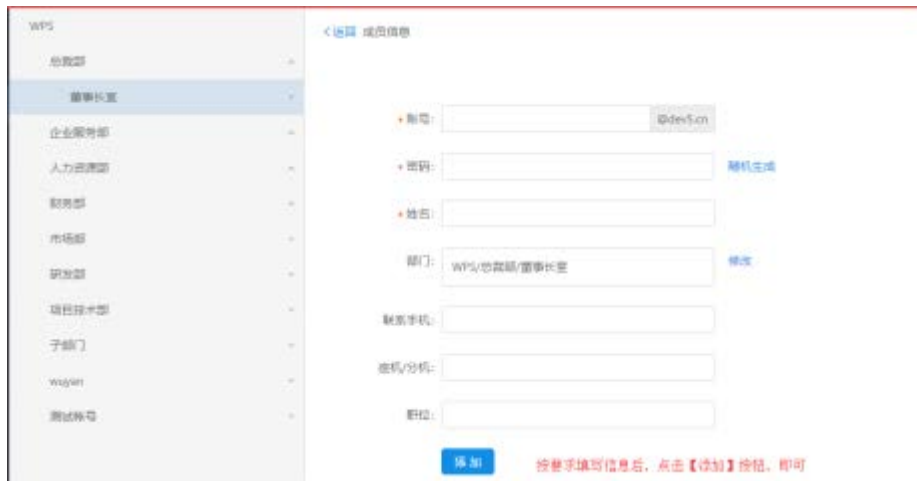 WPS
总裁部
董事长室
企业服务部
人力资源部
财务部
市场部
研发部
项目技术部
子部门
wuyan
测试帐号
<返回 成员信息
*账号: @dev5.cn
*密码: 随机生成
*姓名:
部门: WPS/总裁部/董事长室 修改
联系手机:
座机/分机:
职位:
添加
按要求填写信息后，点击【添加】按钮，即可